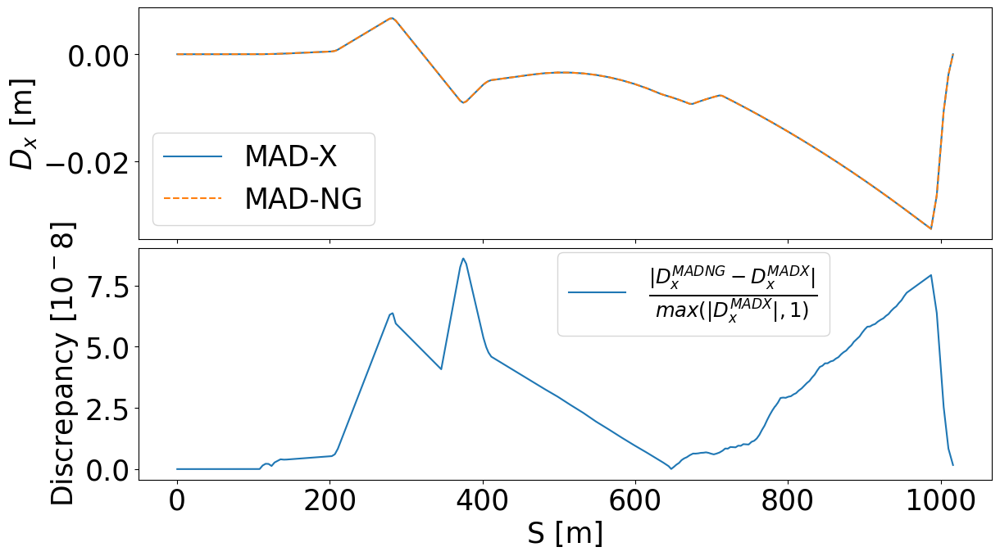 D_x [m]
0.00
−0.02
MAD-X
MAD-NG
Discrepancy [10 − 8]
7.5
5.0
2.5
0.0
|D_x^{MADNG} − D_x^{MADX}|
max(|D_x^{MADX}|, 1)
0 200 400 600 800 1000
S [m]